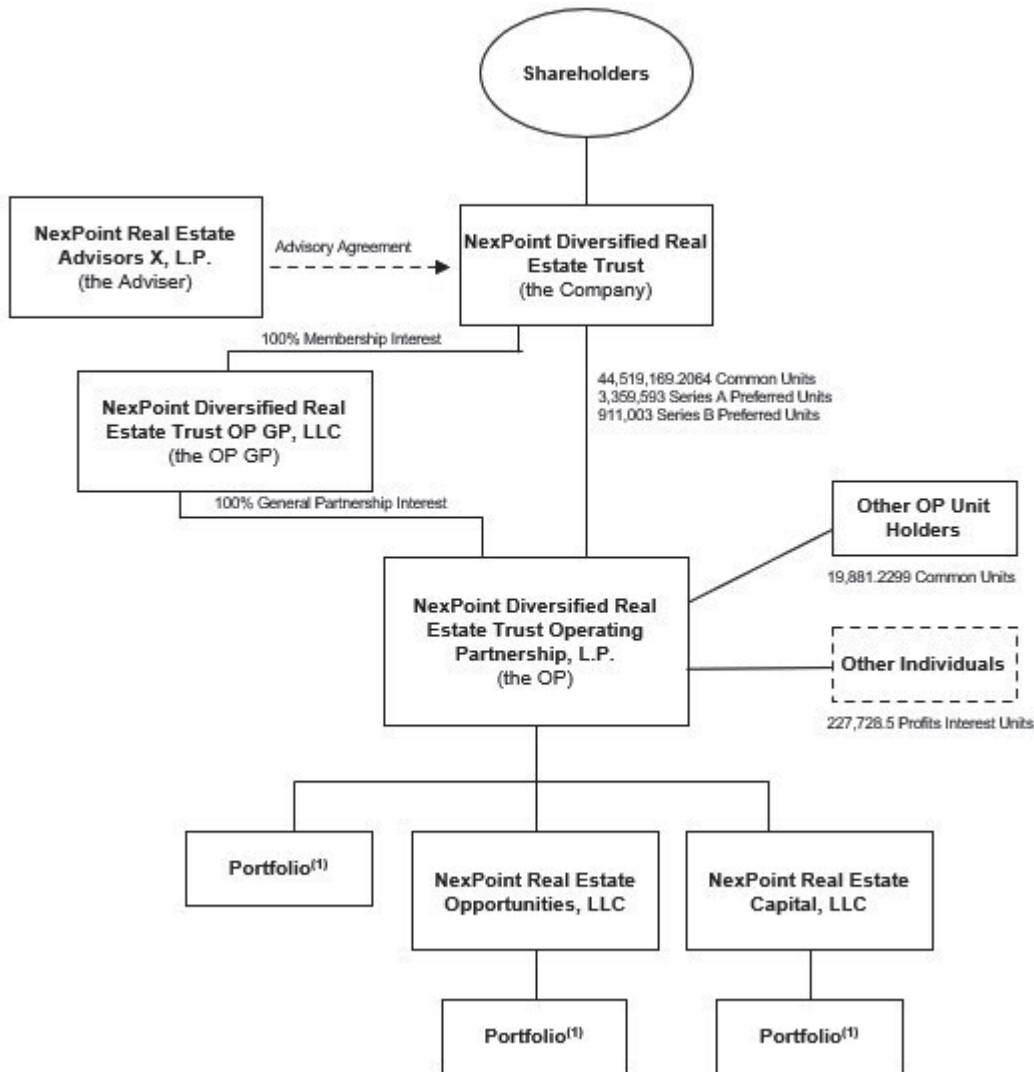 Shareholders
NexPoint Real Estate
Advisors X, L.P.
(the Adviser)
Advisory Agreement
NexPoint Diversified Real
Estate Trust
(the Company)
100% Membership Interest
44,519,169.2064 Common Units
3,359,593 Series A Preferred Units
911,003 Series B Preferred Units
NexPoint Diversified Real
Estate Trust OP GP, LLC
(the OP GP)
100% General Partnership Interest
Other OP Unit
Holders
19,881.2299 Common Units
NexPoint Diversified Real
Estate Trust Operating
Partnership, L.P.
(the OP)
Other Individuals
227,728.5 Profits Interest Units
Portfolio(1)
NexPoint Real Estate
Opportunities, LLC
NexPoint Real Estate
Capital, LLC
Portfolio(1)
Portfolio(1)